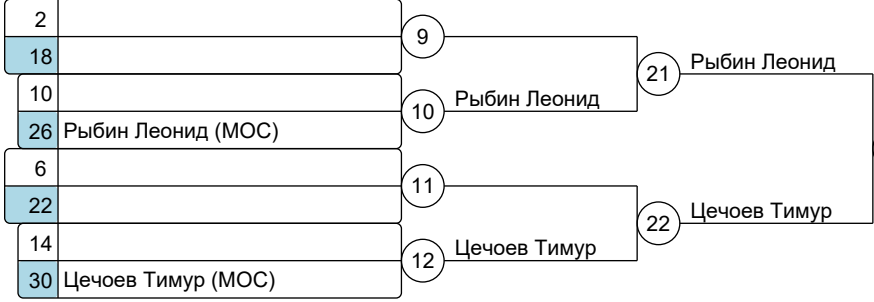 2
18
9
10
26 Рыбин Леонид (МОС)
10
Рыбин Леонид
21
Рыбин Леонид
6
22
11
14
30 Цечоев Тимур (МОС)
12
Цечоев Тимур
22
Цечоев Тимур